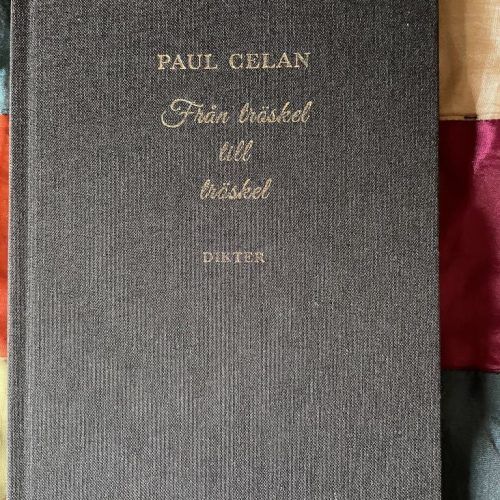 PAUL CELAN
Från tröskel
till
tröskel
DIKTER